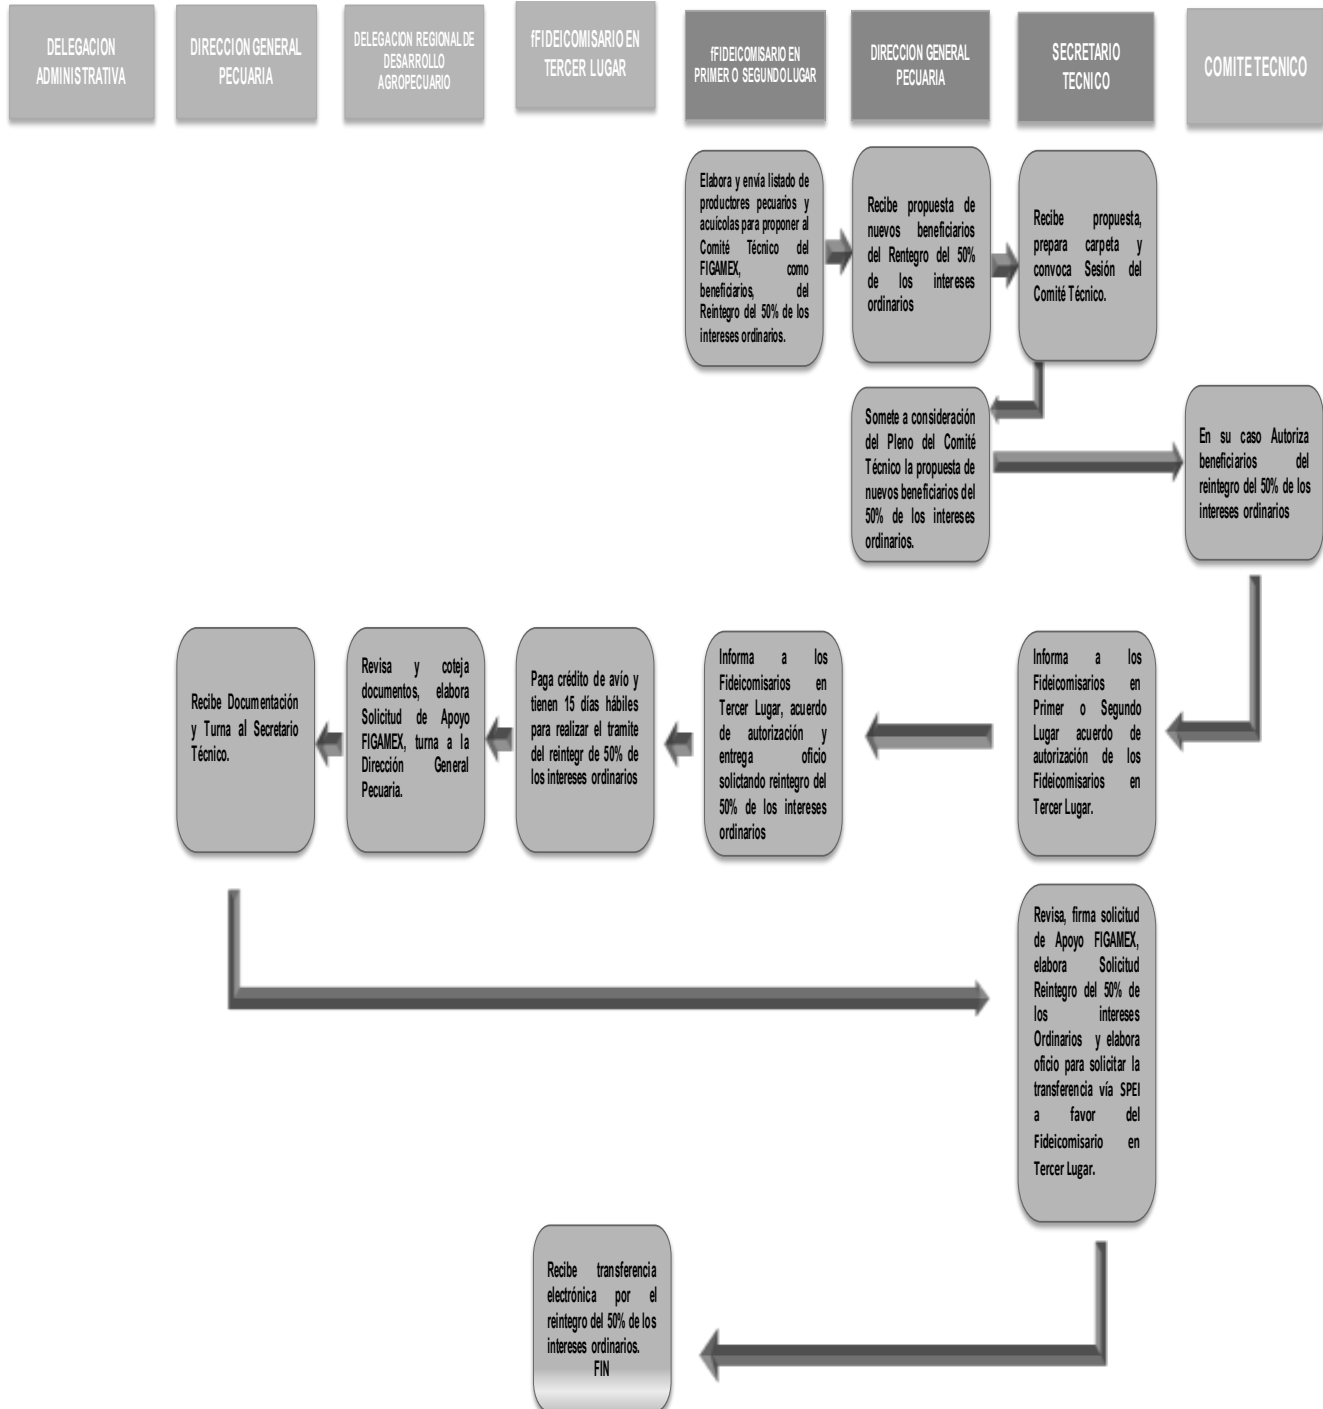 DELEGACION
ADMINISTRATIVA
DIRECCION GENERAL
PECUARIA
DELEGACION REGIONAL DE
DESARROLLO
AGROPECUARIO
fFIDEICOMISARIO EN
TERCER LUGAR
fFIDEICOMISARIO EN
PRIMER O SEGUNDO LUGAR
DIRECCION GENERAL
PECUARIA
SECRETARIO
TECNICO
COMITE TECNICO
Elabora y envía listado de
productores pecuarios y
acuícolas para proponer al
Comité Técnico del
FIGAMEX, como
beneficiarios, del
Reintegro del 50% de los
intereses ordinarios.
Recibe propuesta de
nuevos beneficiarios
del Rentegro del 50%
de los intereses
ordinarios
Recibe propuesta,
prepara carpeta y
convoca Sesión del
Comité Técnico.
Somete a consideración
del Pleno del Comité
Técnico la propuesta de
nuevos beneficiarios del
50% de los intereses
ordinarios.
En su caso Autoriza
beneficiarios del
reintegro del 50% de los
intereses ordinarios
Recibe Documentación
y Turna al Secretario
Técnico.
Revisa y coteja
documentos, elabora
Solicitud de Apoyo
FIGAMEX, turna a la
Dirección General
Pecuaria.
Paga crédito de avío y
tienen 15 días hábiles
para realizar el tramite
del reintegr de 50% de
los intereses ordinarios
Informa a los
Fideicomisarios en
Tercer Lugar, acuerdo
de autorización y
entrega oficio
solictando reintegro del
50% de los intereses
ordinarios
Informa a los
Fideicomisarios en
Primer o Segundo
Lugar acuerdo de
autorización de los
Fideicomisarios en
Tercer Lugar.
Revisa, firma solicitud
de Apoyo FIGAMEX,
elabora Solicitud
Reintegro del 50% de
los intereses
Ordinarios y elabora
oficio para solicitar la
transferencia vía SPEI
a favor del
Fideicomisario en
Tercer Lugar.
Recibe transferencia
electrónica por el
reintegro del 50% de los
intereses ordinarios.
FIN